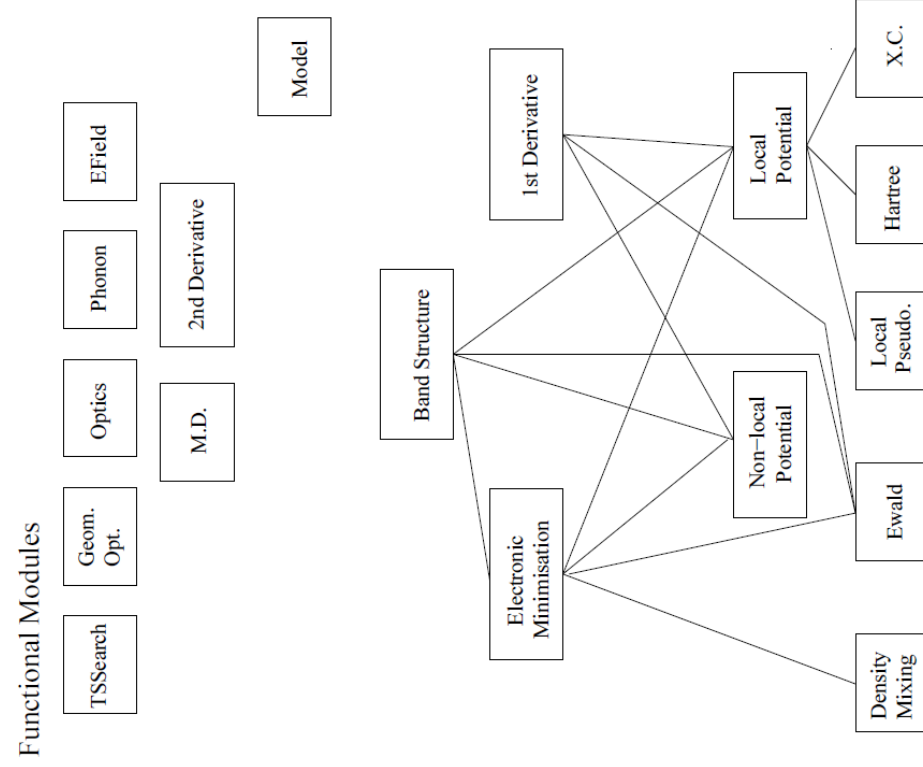 Functional Modules
TSSearch
Geom.
Opt.
Optics
Phonon
EField
M.D.
2nd Derivative
Model
Band Structure
Electronic
Minimisation
1st Derivative
Non-local
Potential
Local
Potential
Density
Mixing
Ewald
Local
Pseudo.
Hartree
X.C.